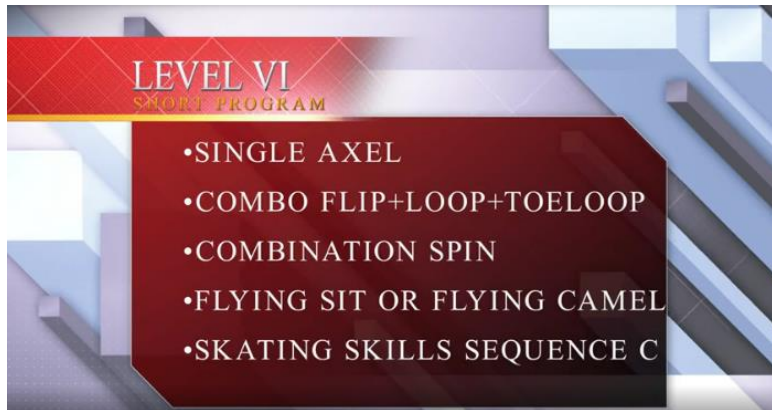 LEVEL VI
SHORT PROGRAM
•SINGLE AXEL
•COMBO FLIP+LOOP+TOELOOP
•COMBINATION SPIN
•FLYING SIT OR FLYING CAMEL
•SKATING SKILLS SEQUENCE C